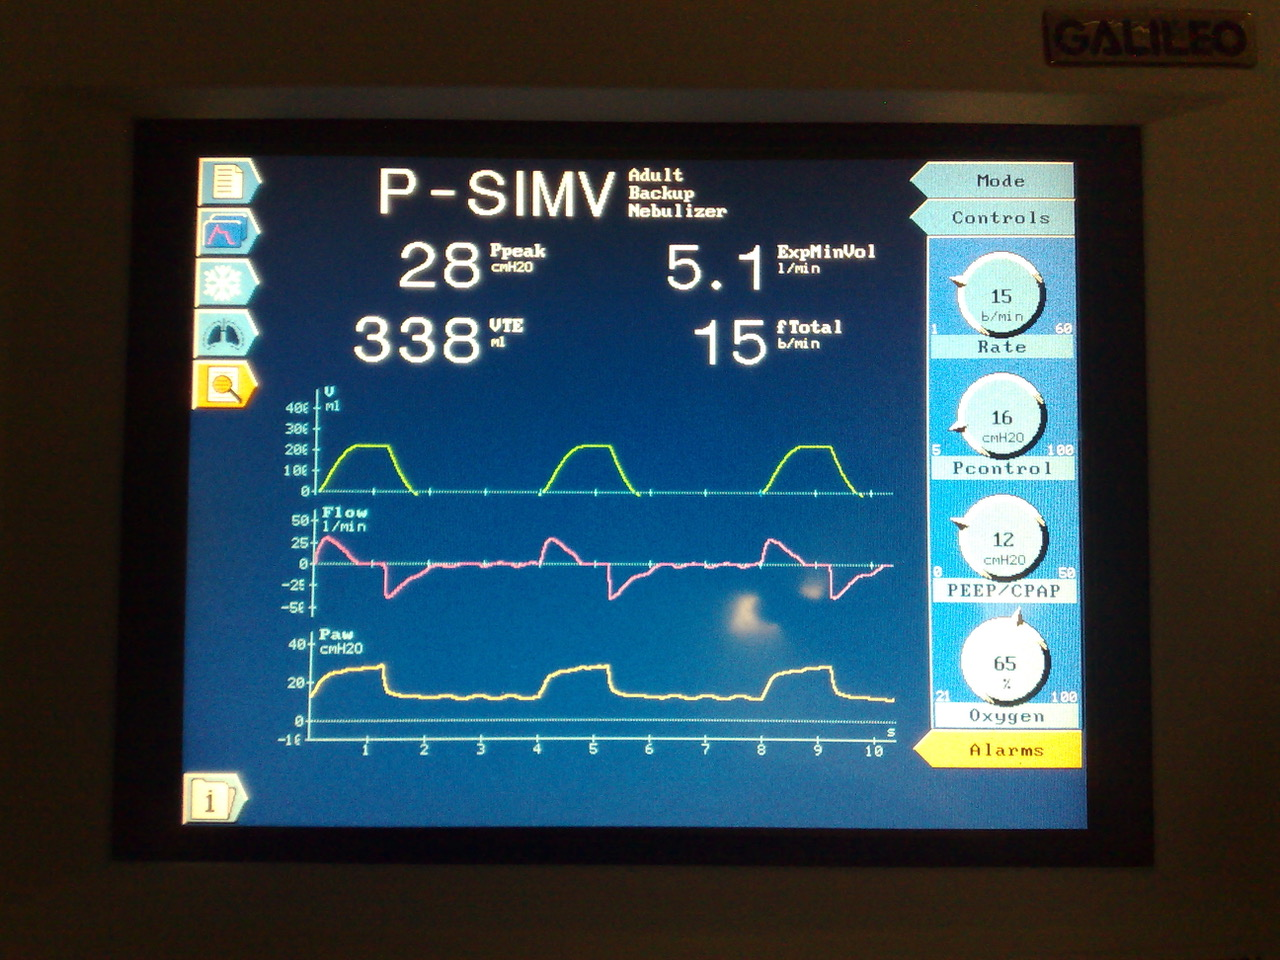 GALILEO
P-SIMV
Adult
Backup
Nebulizer
28 Ppeak
cmH2O
5.1 ExpMinVol
l/min
338 VTE
ml
15 fTotal
b/min
Mode
Controls
15
b/min
1 60
Rate
16
cmH2O
5 100
Pcontrol
12
cmH2O
0 50
PEEP/CPAP
65
%
21 100
Oxygen
Alarms
V
ml
400
300
200
100
0
Flow
l/min
50
25
0
-25
-50
Paw
cmH2O
40
20
0
-10
s
1 2 3 4 5 6 7 8 9 10
i